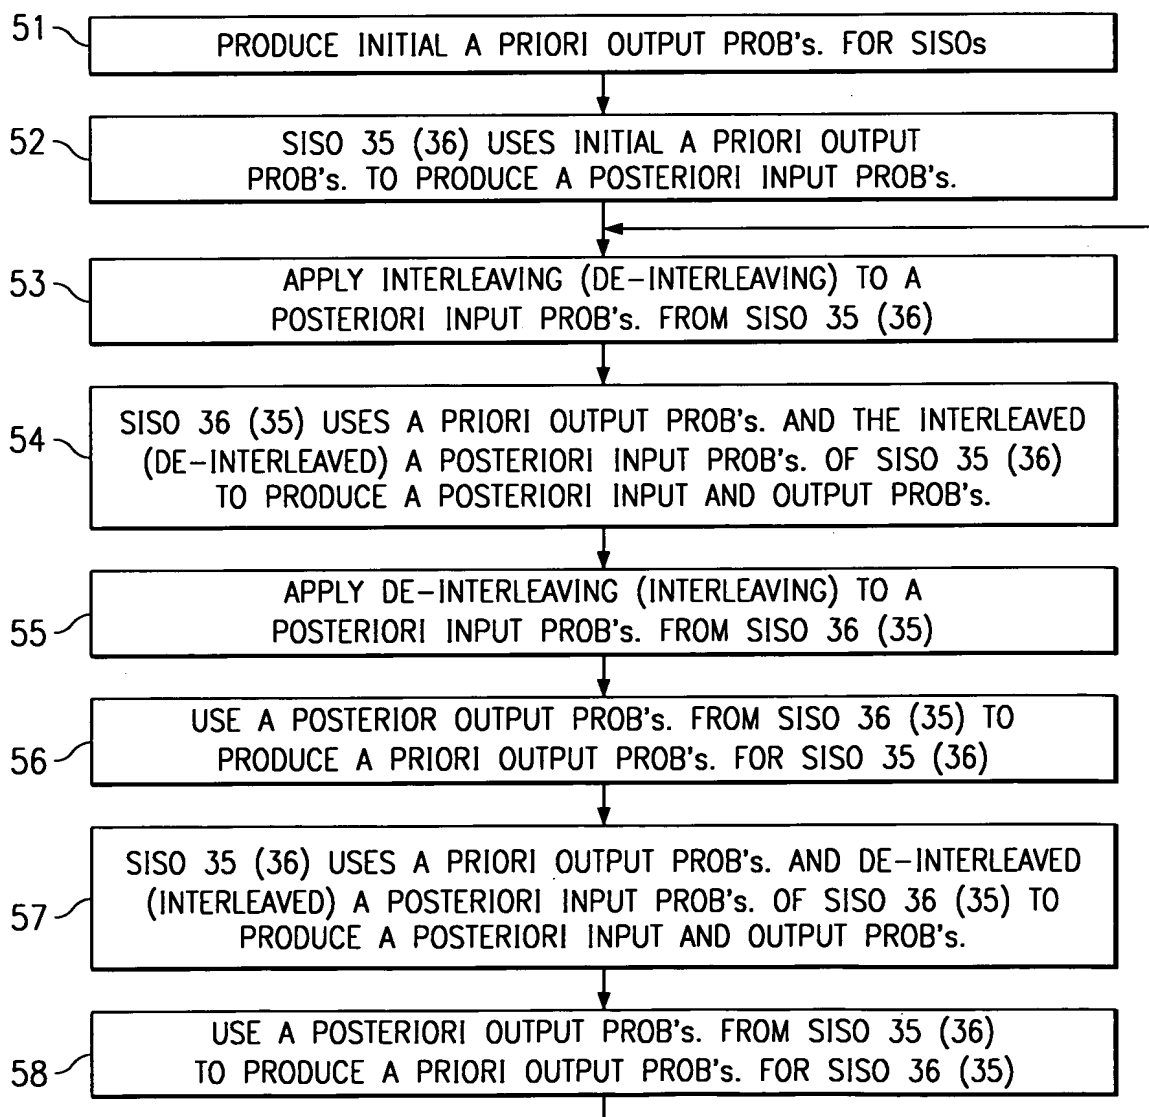 51
PRODUCE INITIAL A PRIORI OUTPUT PROB's. FOR SISOs
52
SISO 35 (36) USES INITIAL A PRIORI OUTPUT
PROB's. TO PRODUCE A POSTERIORI INPUT PROB's.
53
APPLY INTERLEAVING (DE-INTERLEAVING) TO A
POSTERIORI INPUT PROB's. FROM SISO 35 (36)
54
SISO 36 (35) USES A PRIORI OUTPUT PROB's. AND THE INTERLEAVED
(DE-INTERLEAVED) A POSTERIORI INPUT PROB's. OF SISO 35 (36)
TO PRODUCE A POSTERIORI INPUT AND OUTPUT PROB's.
55
APPLY DE-INTERLEAVING (INTERLEAVING) TO A
POSTERIORI INPUT PROB's. FROM SISO 36 (35)
56
USE A POSTERIOR OUTPUT PROB's. FROM SISO 36 (35) TO
PRODUCE A PRIORI OUTPUT PROB's. FOR SISO 35 (36)
57
SISO 35 (36) USES A PRIORI OUTPUT PROB's. AND DE-INTERLEAVED
(INTERLEAVED) A POSTERIORI INPUT PROB's. OF SISO 36 (35) TO
PRODUCE A POSTERIORI INPUT AND OUTPUT PROB's.
58
USE A POSTERIORI OUTPUT PROB's. FROM SISO 35 (36)
TO PRODUCE A PRIORI OUTPUT PROB's. FOR SISO 36 (35)